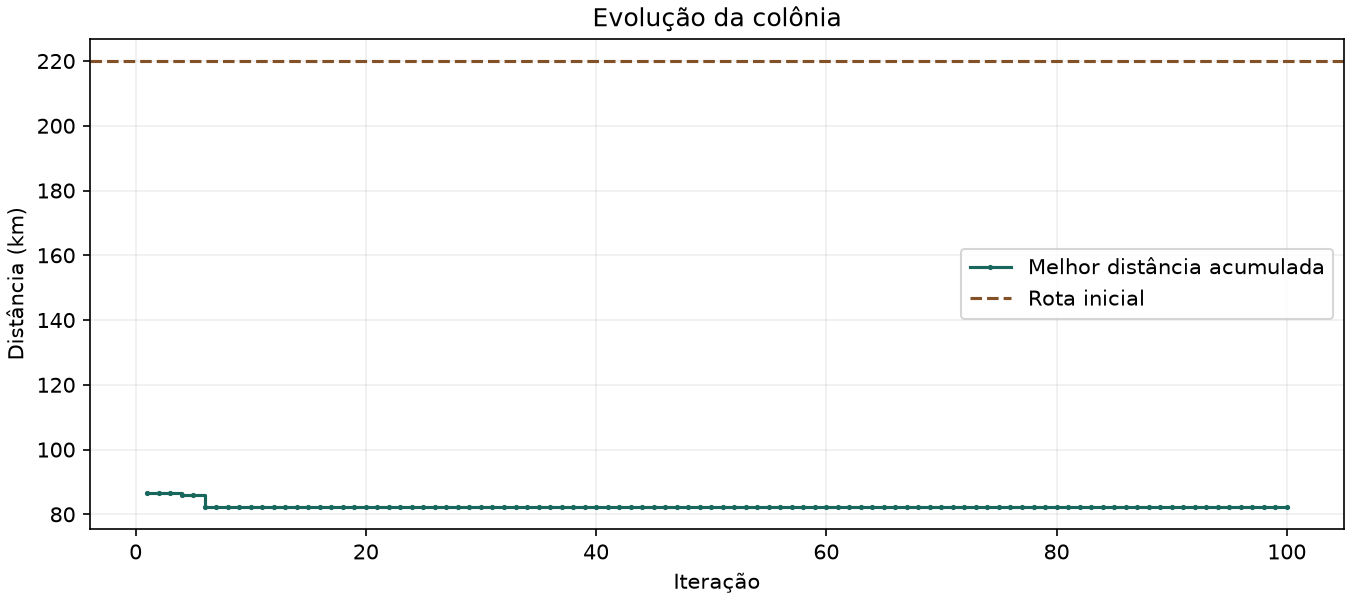 Evolução da colônia
220
200
180
160
140
120
100
80
Distância (km)
Melhor distância acumulada
Rota inicial
0 20 40 60 80 100
Iteração